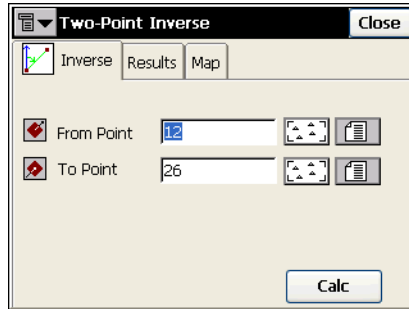 Two-Point Inverse Close
Inverse Results Map
From Point 12
To Point 26
Calc